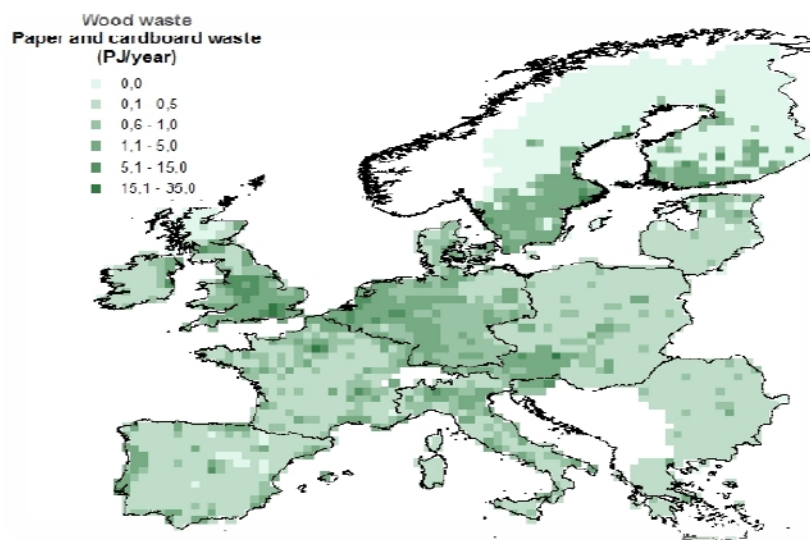 Wood waste
Paper and cardboard waste
(PJ/year)
0,0
0,1 - 0,5
0,6 - 1,0
1,1 - 5,0
5,1 - 15,0
15,1 - 35,0